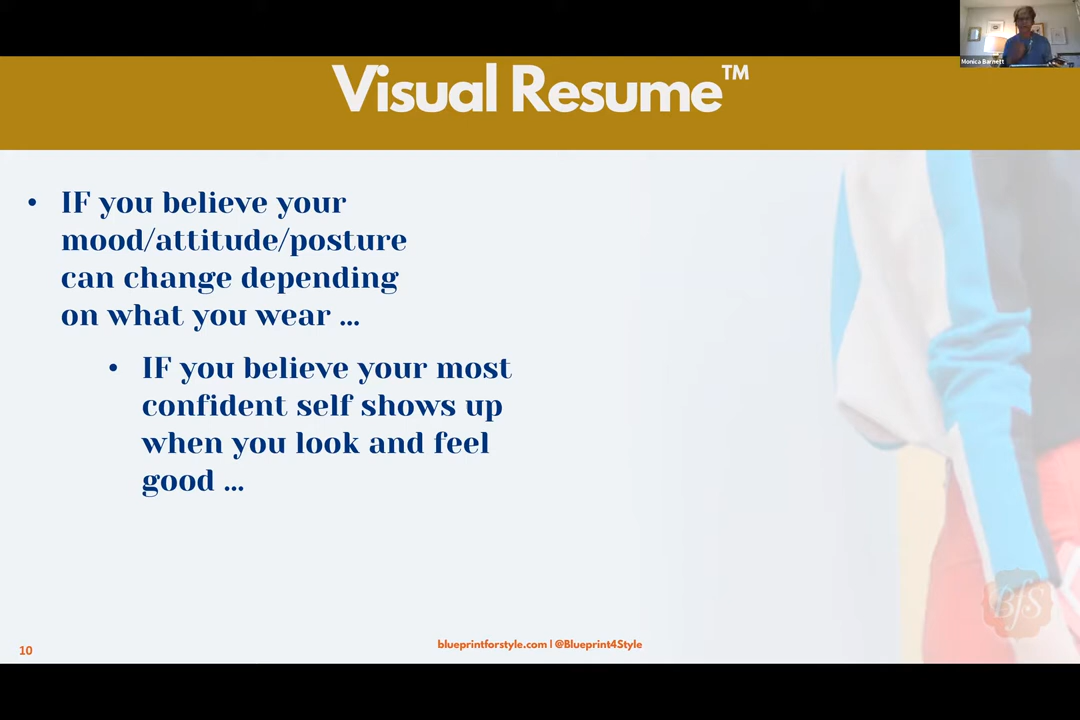 Monica Barnett
Visual Resume™
• IF you believe your
mood/attitude/posture
can change depending
on what you wear ...
• IF you believe your most
confident self shows up
when you look and feel
good ...
BfS
10
blueprintforstyle.com | @Blueprint4Style